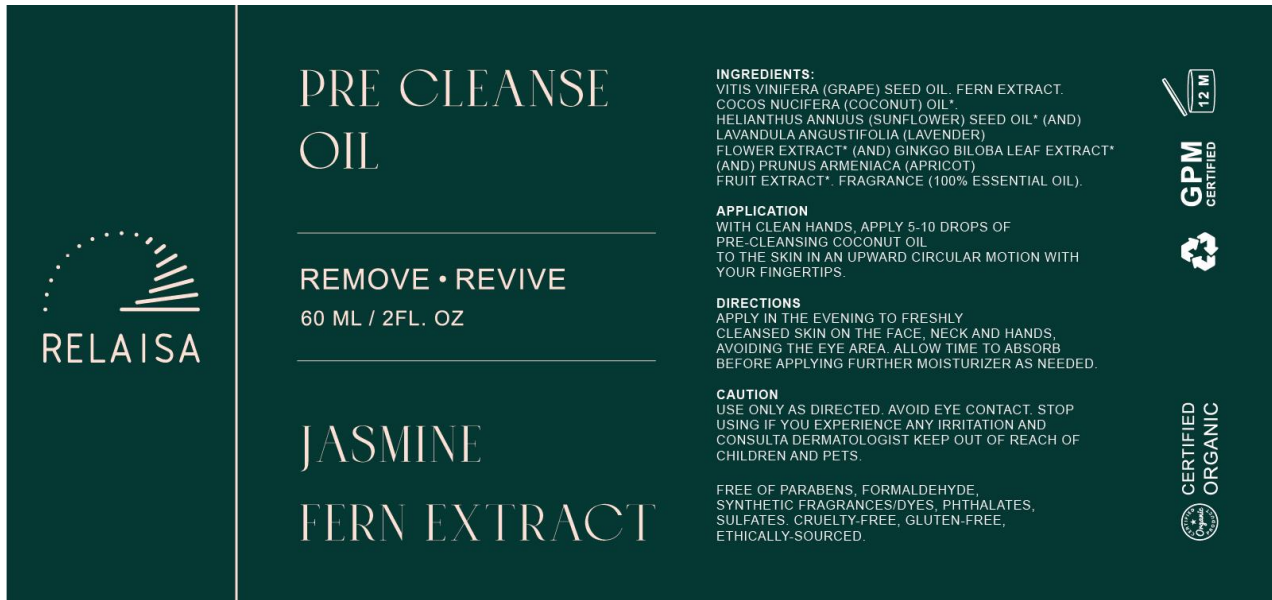 RELAISA
PRE CLEANSE
OIL
REMOVE • REVIVE
60 ML / 2FL. OZ
JASMINE
FERN EXTRACT
INGREDIENTS:
VITIS VINIFERA (GRAPE) SEED OIL. FERN EXTRACT.
COCOS NUCIFERA (COCONUT) OIL*.
HELIANTHUS ANNUUS (SUNFLOWER) SEED OIL* (AND)
LAVANDULA ANGUSTIFOLIA (LAVENDER)
FLOWER EXTRACT* (AND) GINKGO BILOBA LEAF EXTRACT*
(AND) PRUNUS ARMENIACA (APRICOT)
FRUIT EXTRACT*. FRAGRANCE (100% ESSENTIAL OIL).
APPLICATION
WITH CLEAN HANDS, APPLY 5-10 DROPS OF
PRE-CLEANSING COCONUT OIL
TO THE SKIN IN AN UPWARD CIRCULAR MOTION WITH
YOUR FINGERTIPS.
DIRECTIONS
APPLY IN THE EVENING TO FRESHLY
CLEANSED SKIN ON THE FACE, NECK AND HANDS,
AVOIDING THE EYE AREA. ALLOW TIME TO ABSORB
BEFORE APPLYING FURTHER MOISTURIZER AS NEEDED.
CAUTION
USE ONLY AS DIRECTED. AVOID EYE CONTACT. STOP
USING IF YOU EXPERIENCE ANY IRRITATION AND
CONSULTA DERMATOLOGIST KEEP OUT OF REACH OF
CHILDREN AND PETS.
FREE OF PARABENS, FORMALDEHYDE,
SYNTHETIC FRAGRANCES/DYES, PHTHALATES,
SULFATES. CRUELTY-FREE, GLUTEN-FREE,
ETHICALLY-SOURCED.
12 M
GPM
CERTIFIED
CERTIFIED
ORGANIC
CERTIFIED
Organic
PRODUCT